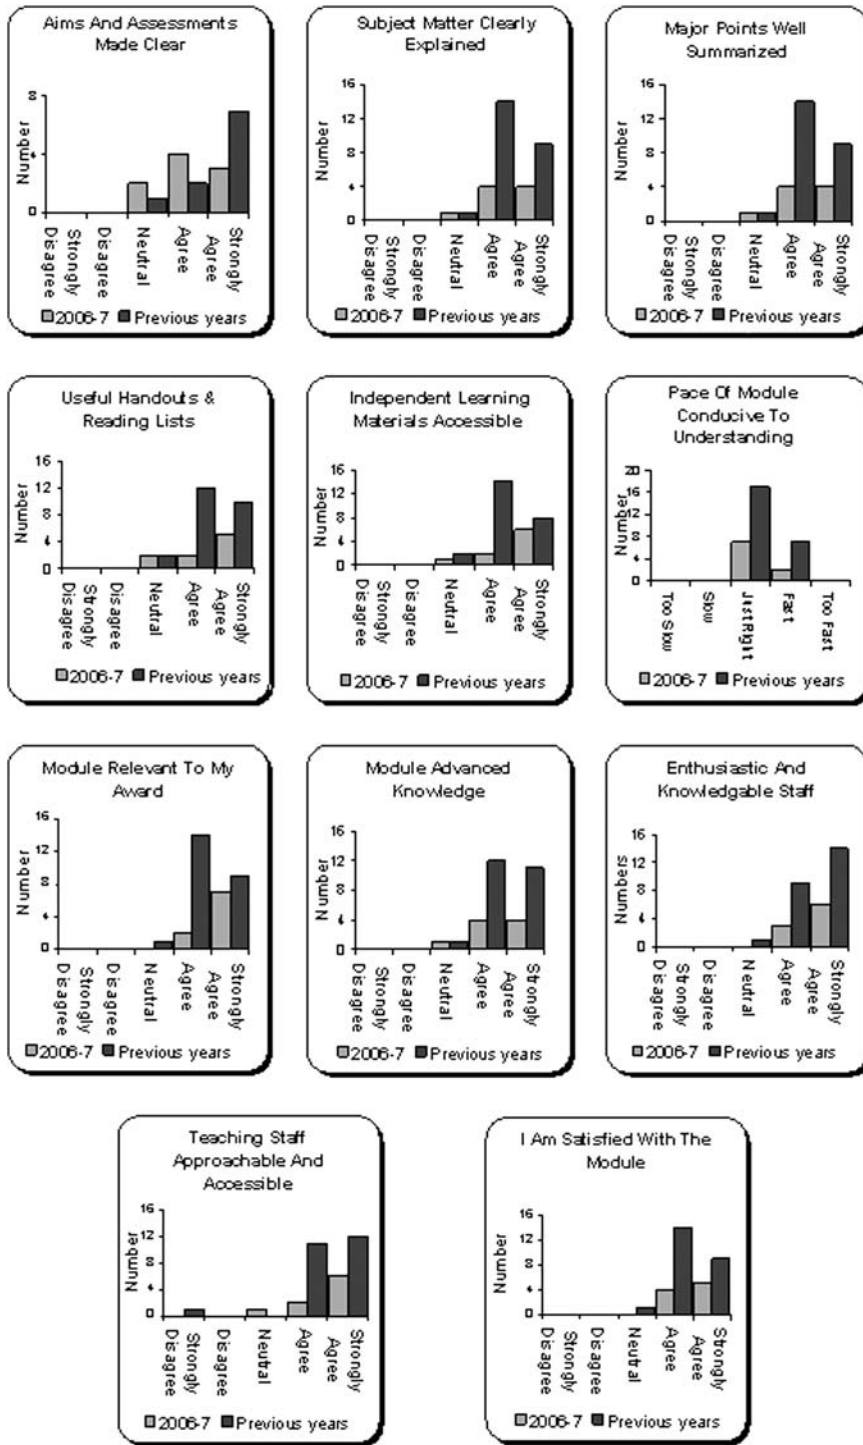 Aims And Assessments
Made Clear
Number
8
4
0
Strongly
Disagree
Disagree
Neutral
Agree
Strongly
Agree
2006-7 Previous years
Subject Matter Clearly
Explained
Number
16
12
8
4
0
Strongly
Disagree
Disagree
Neutral
Agree
Strongly
Agree
2006-7 Previous years
Major Points Well
Summarized
Number
16
12
8
4
0
Strongly
Disagree
Disagree
Neutral
Agree
Strongly
Agree
2006-7 Previous years
Useful Handouts &
Reading Lists
Number
16
12
8
4
0
Strongly
Disagree
Disagree
Neutral
Agree
Strongly
Agree
2006-7 Previous years
Independent Learning
Materials Accessible
Number
16
12
8
4
0
Strongly
Disagree
Disagree
Neutral
Agree
Strongly
Agree
2006-7 Previous years
Pace Of Module
Conducive To
Understanding
Number
20
16
12
8
4
0
Too Slow
Slow
Just Right
Fast
Too Fast
2006-7 Previous years
Module Relevant To My
Award
Number
16
12
8
4
0
Strongly
Disagree
Disagree
Neutral
Agree
Strongly
Agree
2006-7 Previous years
Module Advanced
Knowledge
Number
16
12
8
4
0
Strongly
Disagree
Disagree
Neutral
Agree
Strongly
Agree
2006-7 Previous years
Enthusiastic And
Knowledgable Staff
Numbers
16
12
8
4
0
Strongly
Disagree
Disagree
Neutral
Agree
Strongly
Agree
2006-7 Previous years
Teaching Staff
Approachable And
Accessible
Number
16
12
8
4
0
Strongly
Disagree
Disagree
Neutral
Agree
Strongly
Agree
2006-7 Previous years
I Am Satisfied With The
Module
Number
16
12
8
4
0
Strongly
Disagree
Disagree
Neutral
Agree
Strongly
Agree
2006-7 Previous years